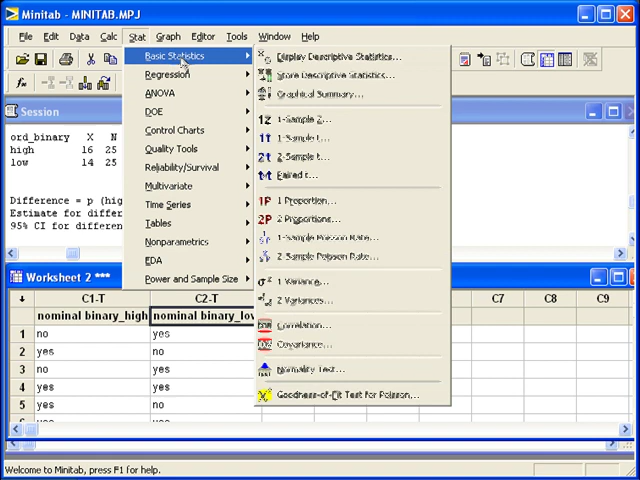 Minitab - MINITAB.MPJ
File Edit Data Calc Stat Graph Editor Tools Window Help
Basic Statistics
Regression
ANOVA
DOE
Control Charts
Quality Tools
Reliability/Survival
Multivariate
Time Series
Tables
Nonparametrics
EDA
Power and Sample Size
Display Descriptive Statistics...
Store Descriptive Statistics...
Graphical Summary...
1-Sample Z...
1-Sample t...
2-Sample t...
Paired t...
1 Proportion...
2 Proportions...
1-Sample Poisson Rate...
2-Sample Poisson Rate...
1 Variance...
2 Variances...
Correlation...
Covariance...
Normality Test...
Goodness-of-Fit Test for Poisson...
Session
ord_binary X N
high 16 25
low 14 25
Difference = p (hig
Estimate for differ
95% CI for differen
Worksheet 2 ***
C1-T C2-T C7 C8 C9
nominal binary_high nominal binary_lov
1 no yes
2 yes no
3 no yes
4 yes yes
5 yes no
Welcome to Minitab, press F1 for help.